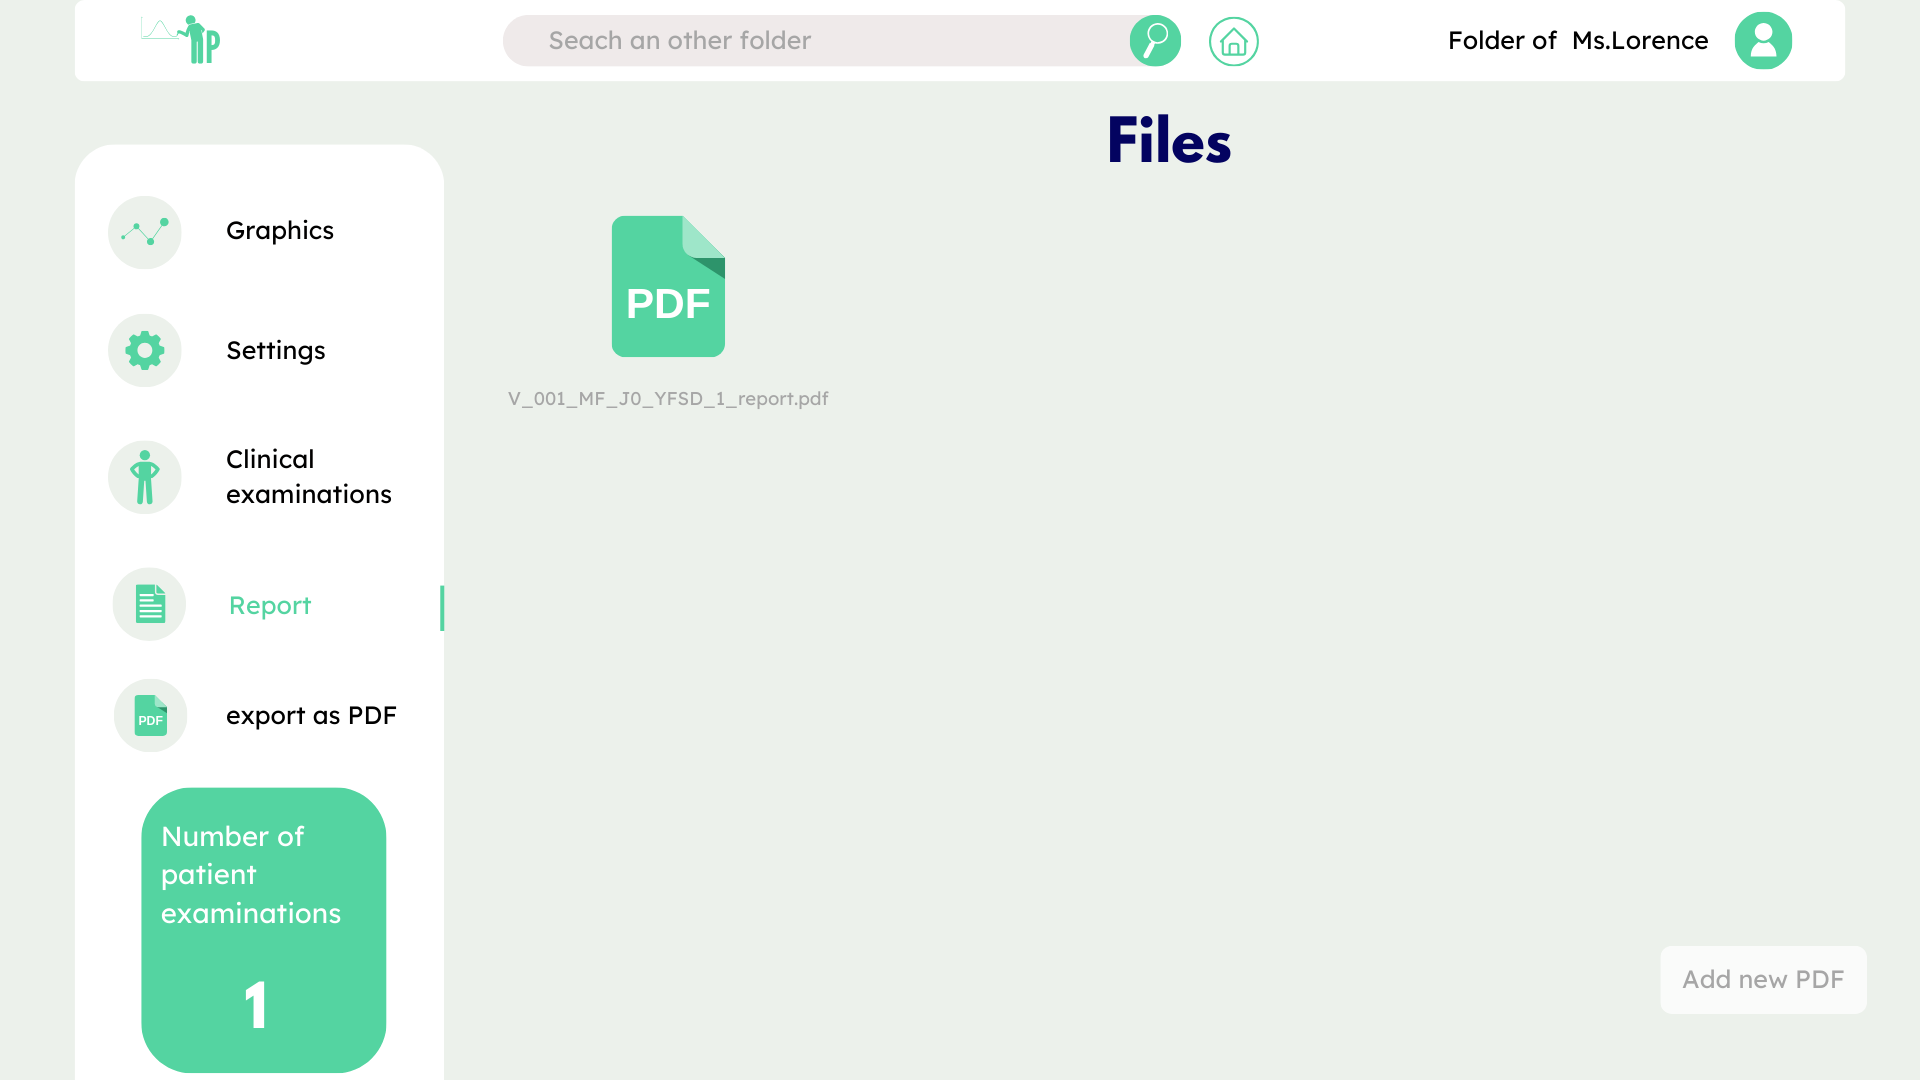 P
Seach an other folder
Folder of Ms.Lorence
Files
Graphics
Settings
Clinical
examinations
Report
PDF
export as PDF
Number of
patient
examinations
1
PDF
V_001_MF_J0_YFSD_1_report.pdf
Add new PDF